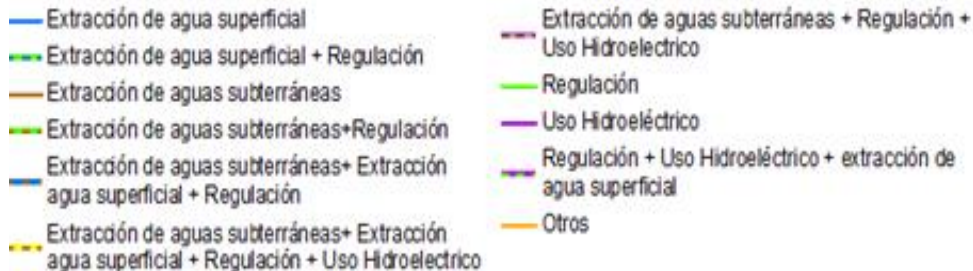 Extracción de agua superficial
Extracción de agua superficial + Regulación
Extracción de aguas subterráneas
Extracción de aguas subterráneas+Regulación
Extracción de aguas subterráneas+ Extracción
agua superficial + Regulación
Extracción de aguas subterráneas+ Extracción
agua superficial + Regulación + Uso Hidroelectrico
Extracción de aguas subterráneas + Regulación +
Uso Hidroelectrico
Regulación
Uso Hidroeléctrico
Regulación + Uso Hidroeléctrico + extracción de
agua superficial
Otros